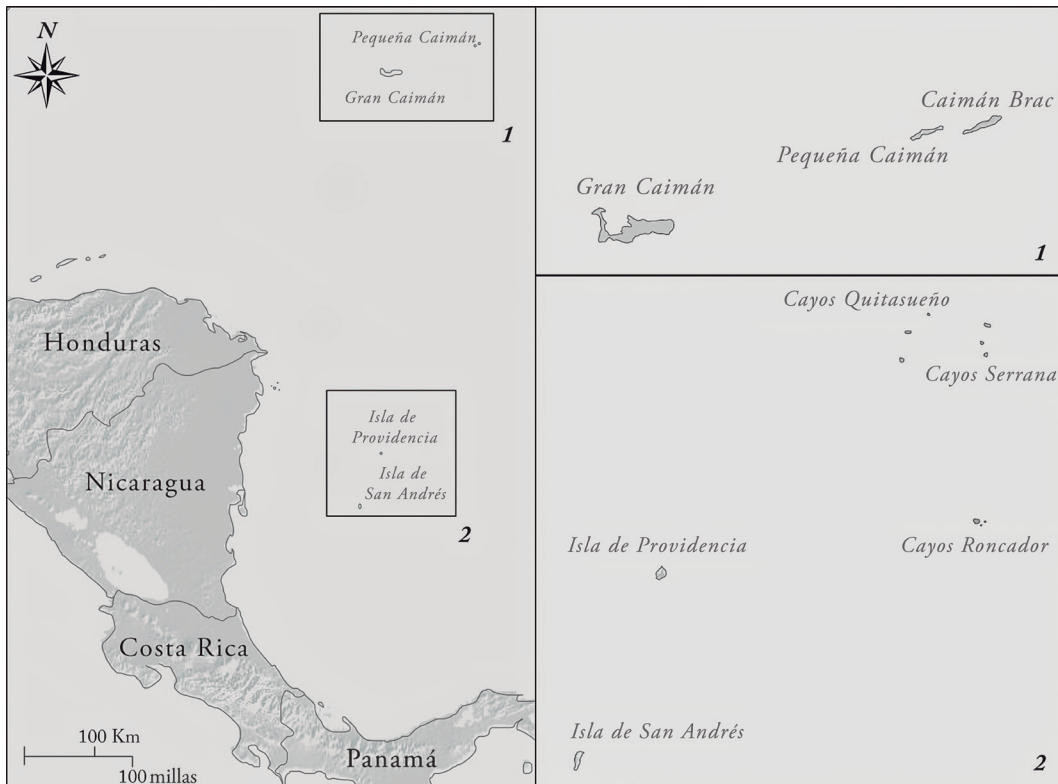 N
Pequeña Caimán
Gran Caimán
1
Honduras
Isla de
Providencia
Isla de
San Andrés
2
Nicaragua
Costa Rica
Panamá
100 Km
100 millas
Caimán Brac
Pequeña Caimán
Gran Caimán
1
Cayos Quitasueño
Cayos Serrana
Isla de Providencia
Cayos Roncador
Isla de San Andrés
2